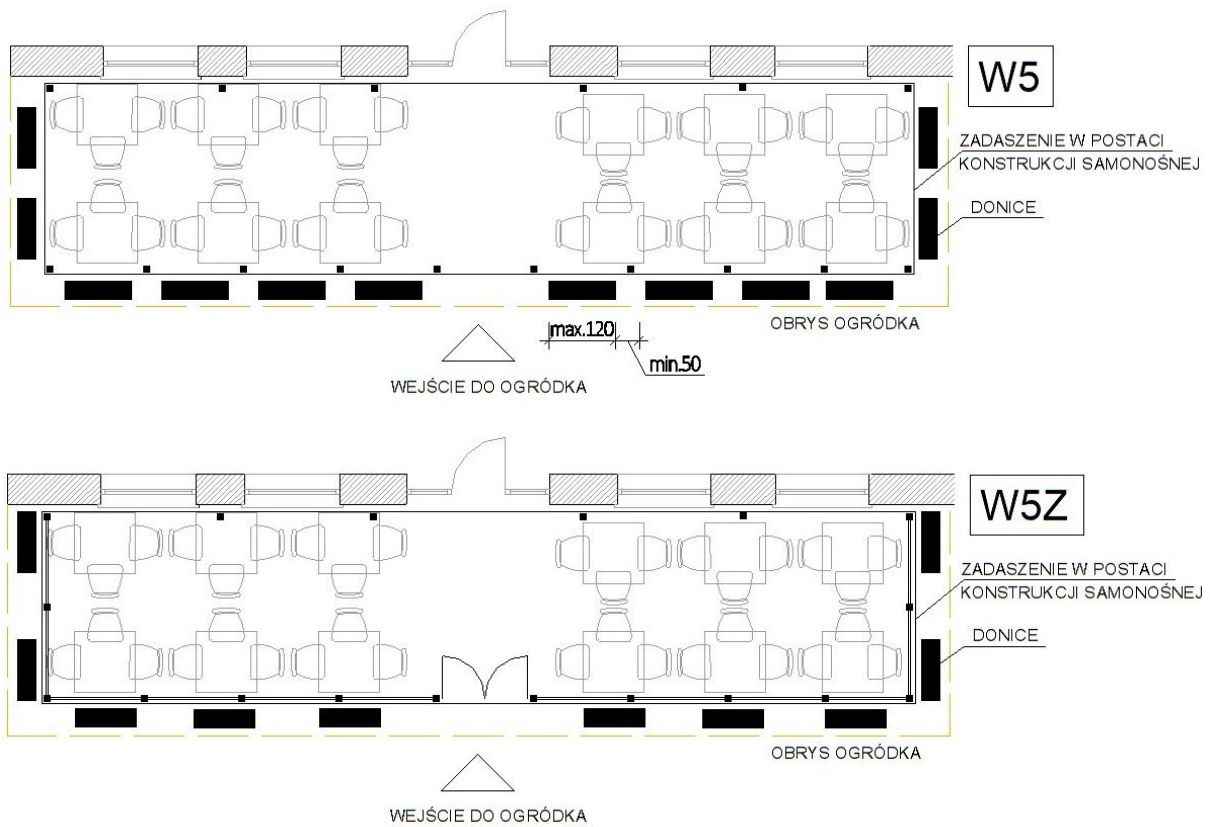 W5
ZADASZENIE W POSTACI
KONSTRUKCJI SAMONOŚNEJ
DONICE
OBRYS OGRÓDKA
max.120
min.50
WEJŚCIE DO OGRÓDKA
W5Z
ZADASZENIE W POSTACI
KONSTRUKCJI SAMONOŚNEJ
DONICE
OBRYS OGRÓDKA
WEJŚCIE DO OGRÓDKA